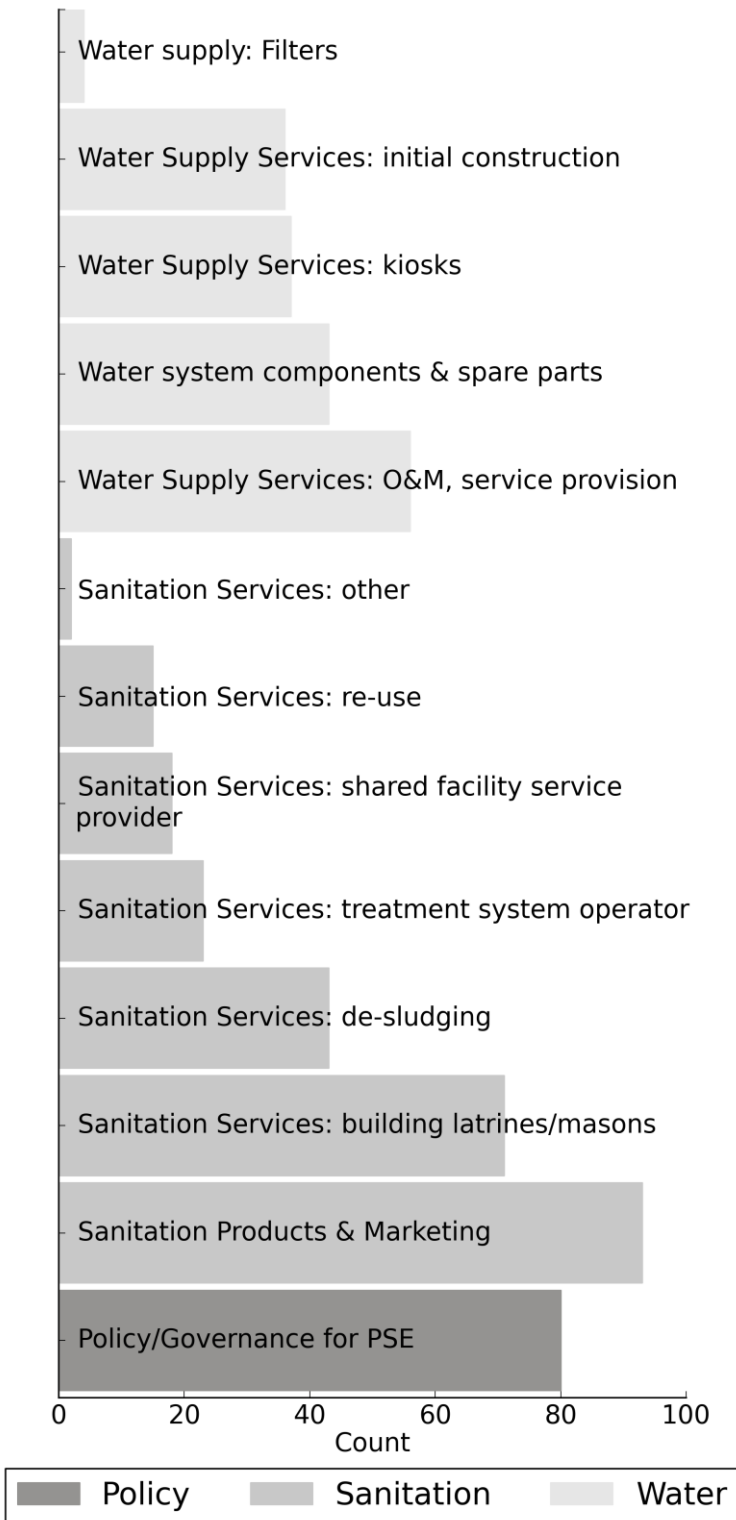 Water supply: Filters
Water Supply Services: initial construction
Water Supply Services: kiosks
Water system components & spare parts
Water Supply Services: O&M, service provision
Sanitation Services: other
Sanitation Services: re-use
Sanitation Services: shared facility service
provider
Sanitation Services: treatment system operator
Sanitation Services: de-sludging
Sanitation Services: building latrines/masons
Sanitation Products & Marketing
Policy/Governance for PSE
0 20 40 60 80 100
Count
Policy Sanitation Water